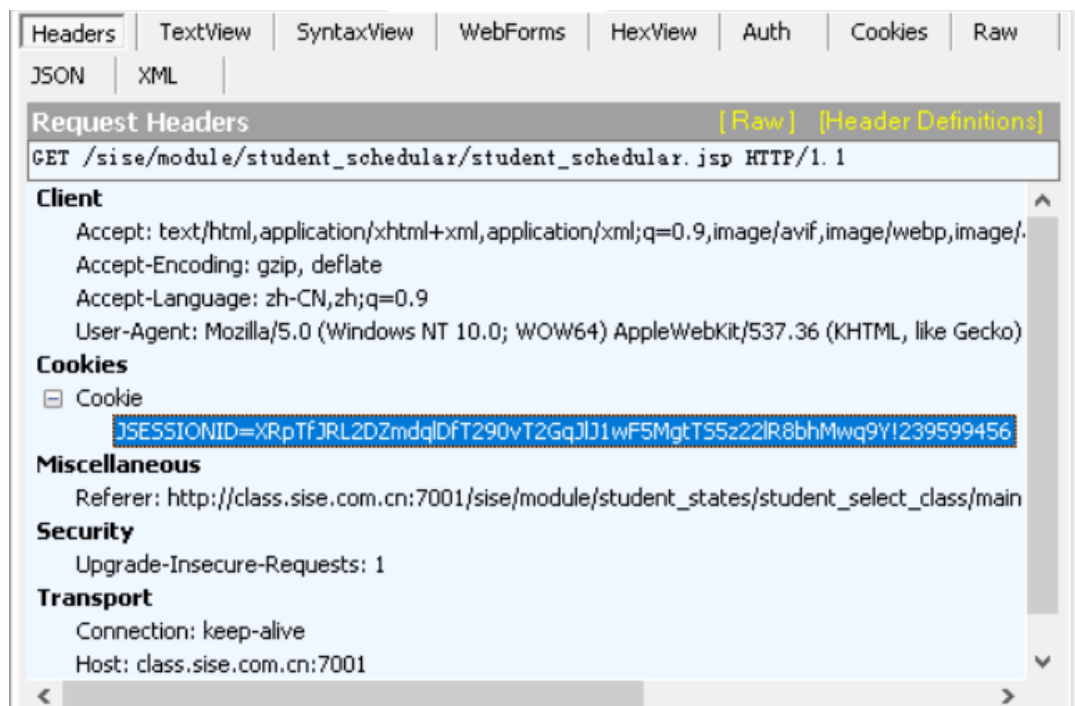 Headers TextView SyntaxView WebForms HexView Auth Cookies Raw
JSON XML
Request Headers [Raw] [Header Definitions]
GET /sise/module/student_schedular/student_schedular.jsp HTTP/1.1
Client
Accept: text/html,application/xhtml+xml,application/xml;q=0.9,image/avif,image/webp,image/
Accept-Encoding: gzip, deflate
Accept-Language: zh-CN,zh;q=0.9
User-Agent: Mozilla/5.0 (Windows NT 10.0; WOW64) AppleWebKit/537.36 (KHTML, like Gecko)
Cookies
Cookie
JSESSIONID=XRpTfJRL2DZmdqlDfT290vT2GqJlJ1wF5MgtTS5z22lR8bhMwq9Y!239599456
Miscellaneous
Referer: http://class.sise.com.cn:7001/sise/module/student_states/student_select_class/main
Security
Upgrade-Insecure-Requests: 1
Transport
Connection: keep-alive
Host: class.sise.com.cn:7001